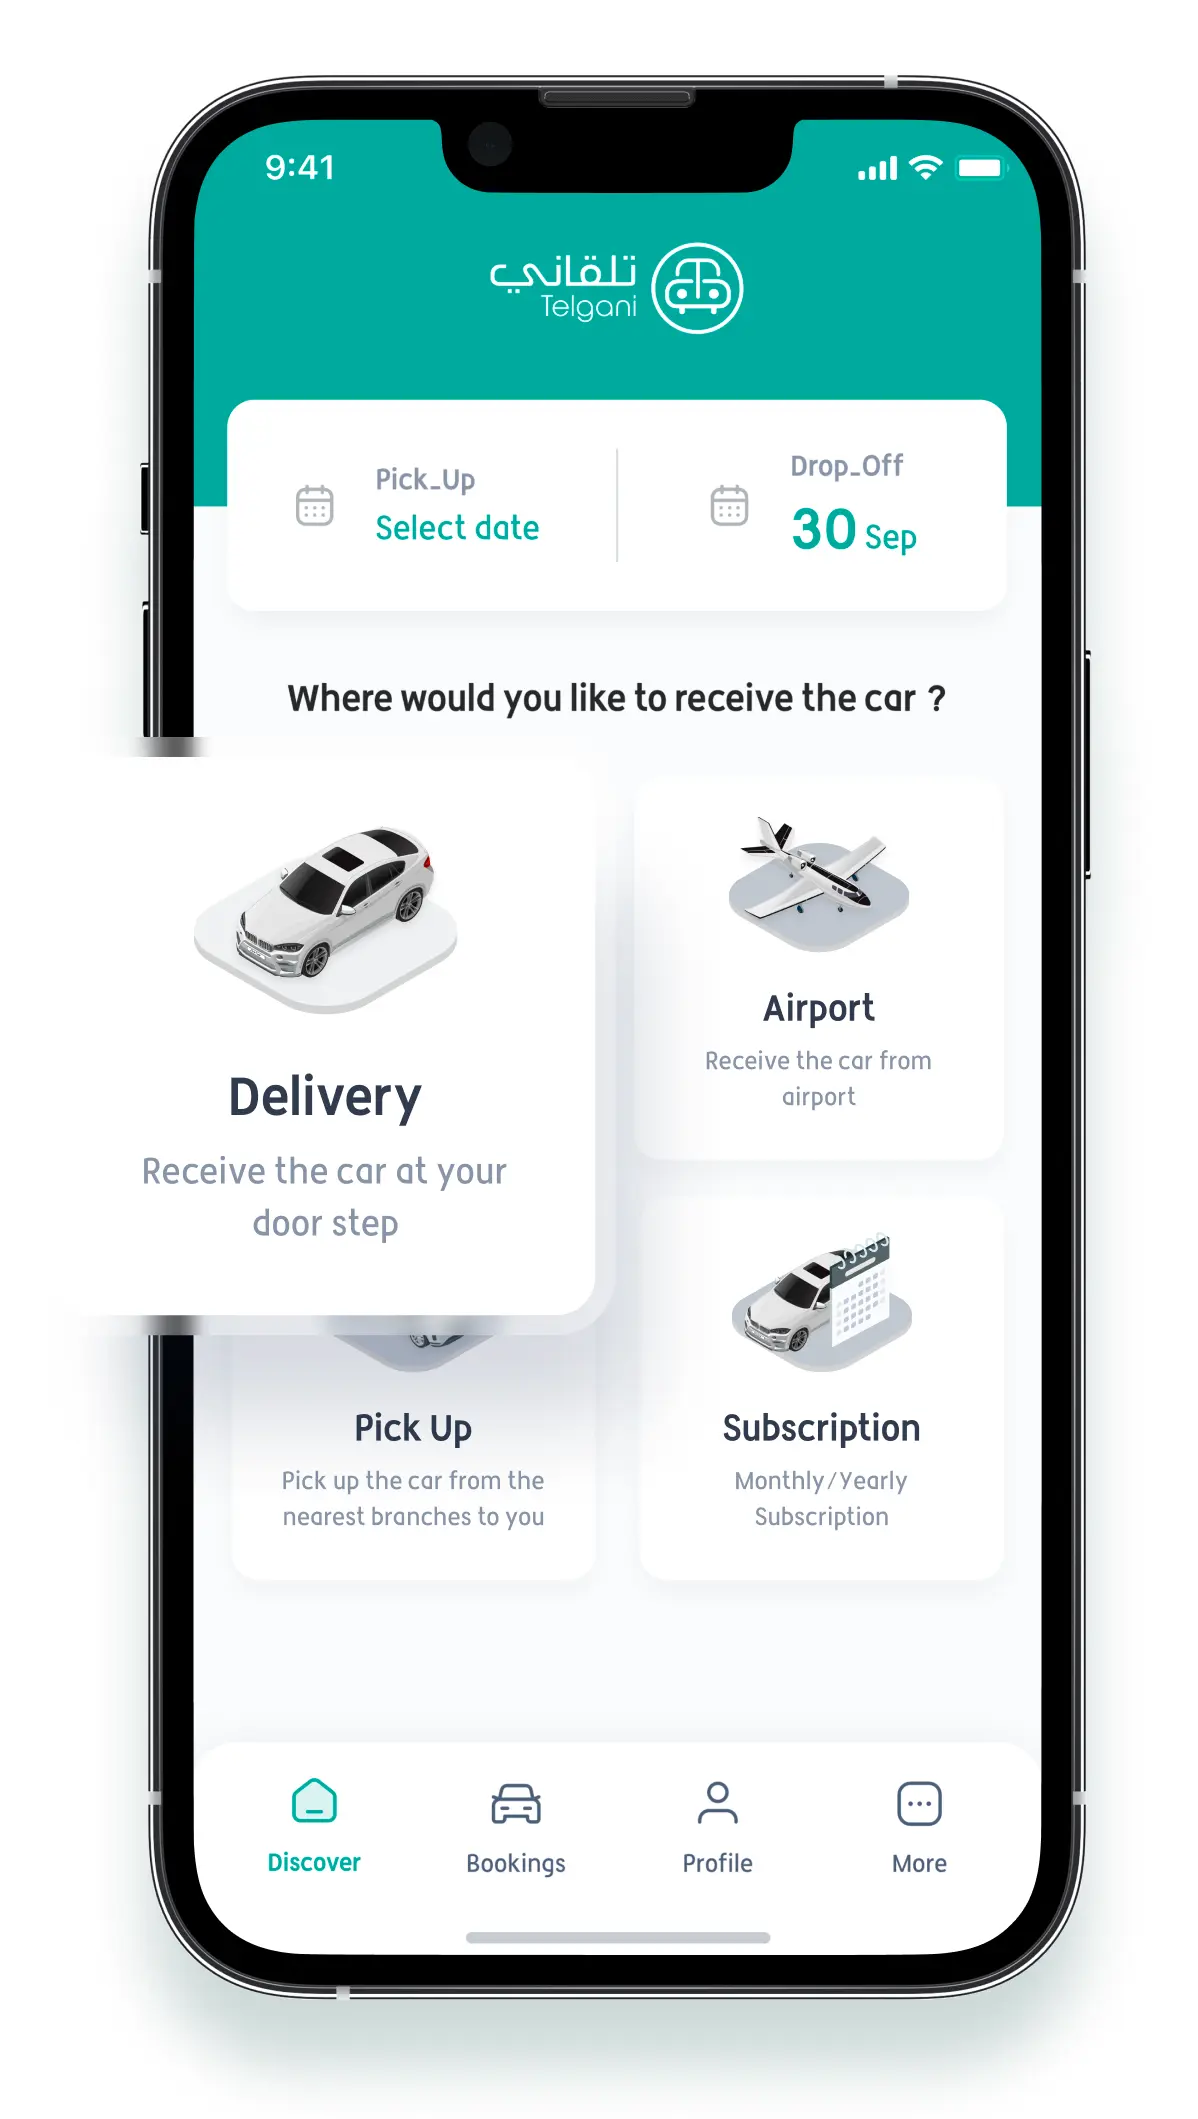 9:41
تلقاني
Telgani
Pick_Up
Select date
Drop_Off
30 Sep
Where would you like to receive the car ?
Delivery
Receive the car at your
door step
Airport
Receive the car from
airport
Pick Up
Pick up the car from the
nearest branches to you
Subscription
Monthly/Yearly
Subscription
Discover
Bookings
Profile
More